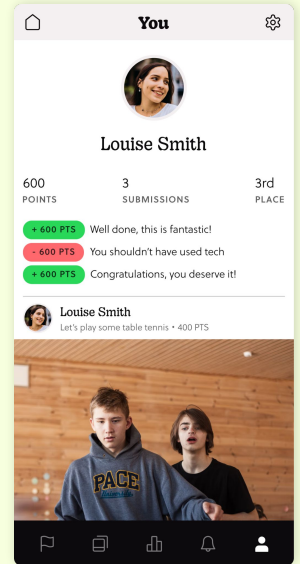 You
Louise Smith
600 3 3rd
POINTS SUBMISSIONS PLACE
+ 600 PTS Well done, this is fantastic!
- 600 PTS You shouldn't have used tech
+ 600 PTS Congratulations, you deserve it!
Louise Smith
Let's play some table tennis • 400 PTS
PACE
University